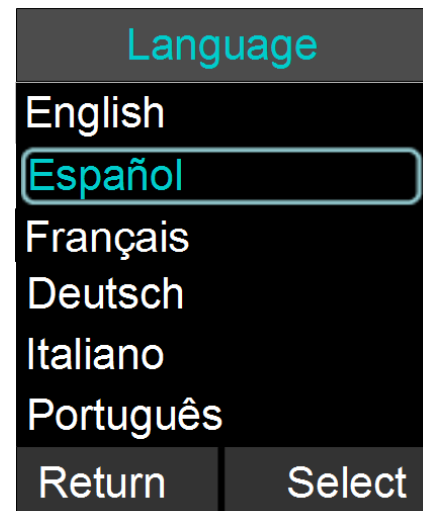 Language
English
Español
Français
Deutsch
Italiano
Português
Return Select